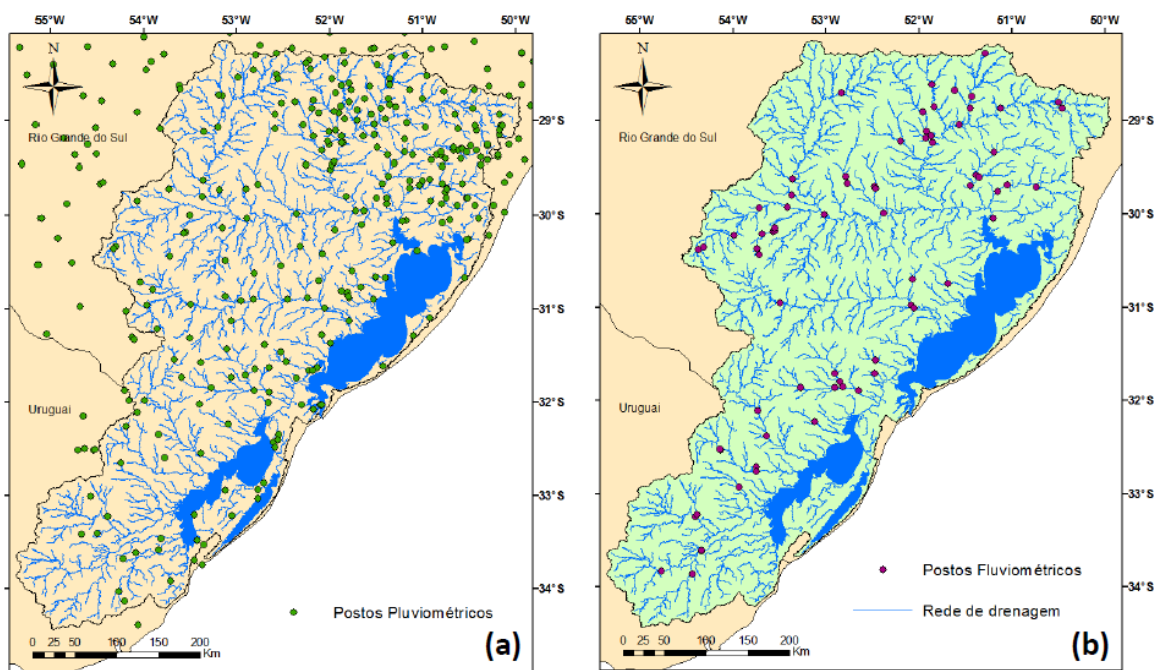 55°W 54°W 53°W 52°W 51°W 50°W
N
29°S
Rio Grande do Sul
30°S
31°S
Uruguai
32°S
33°S
34°S
Postos Pluviométricos
0 25 50 100 150 200
Km
(a)
55°W 54°W 53°W 52°W 51°W 50°W
N
29°S
Rio Grande do Sul
30°S
31°S
Uruguai
32°S
33°S
34°S
Postos Fluviométricos
Rede de drenagem
0 25 50 100 150 200
Km
(b)